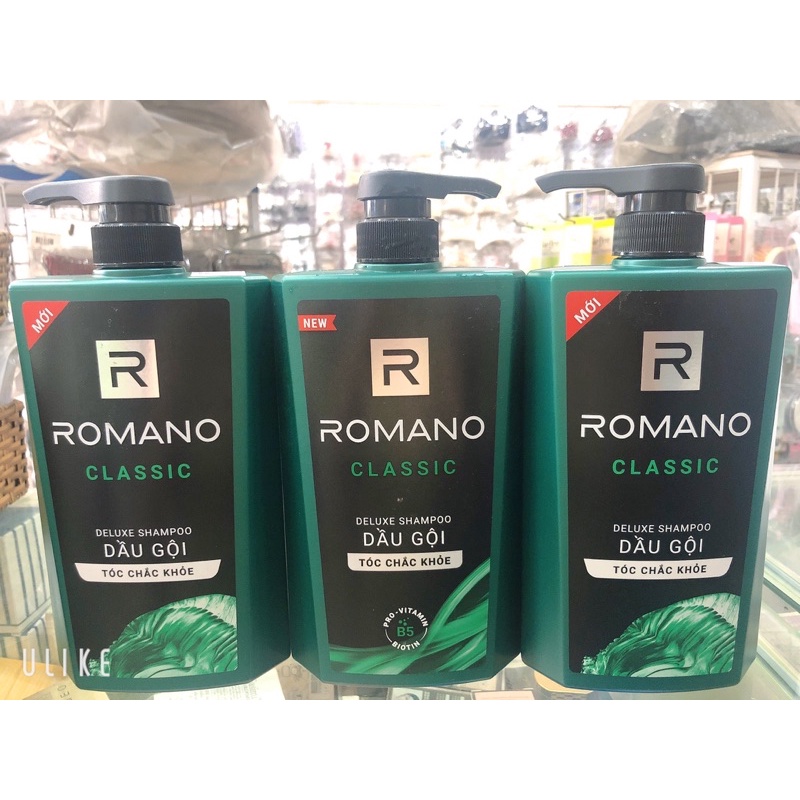 MỚI
R
ROMANO
CLASSIC
DELUXE SHAMPOO
DẦU GỘI
TÓC CHẮC KHỎE
NEW
R
ROMANO
CLASSIC
DELUXE SHAMPOO
DẦU GỘI
TÓC CHẮC KHỎE
PRO-VITAMIN
B5
BIOTIN
MỚI
R
ROMANO
CLASSIC
DELUXE SHAMPOO
DẦU GỘI
TÓC CHẮC KHỎE
ULIKE